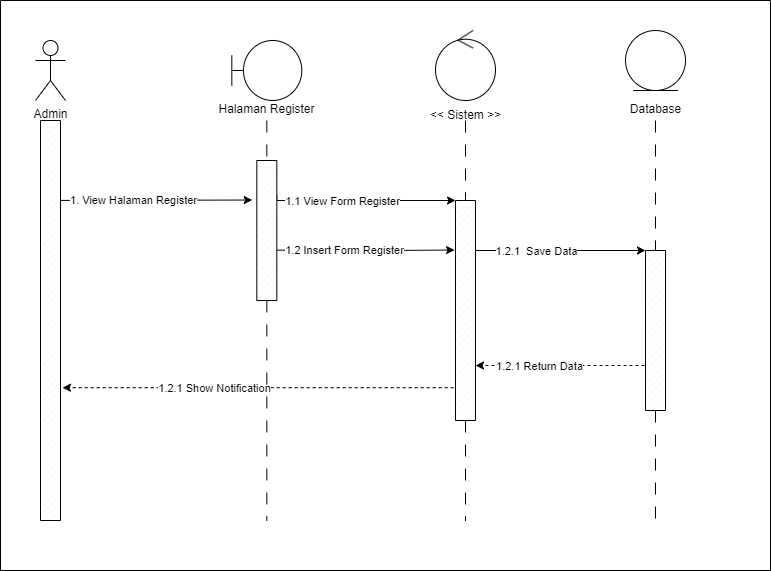 Admin
Halaman Register
<< Sistem >>
Database
1. View Halaman Register
1.1 View Form Register
1.2 Insert Form Register
1.2.1  Save Data
1.2.1 Return Data
1.2.1 Show Notification